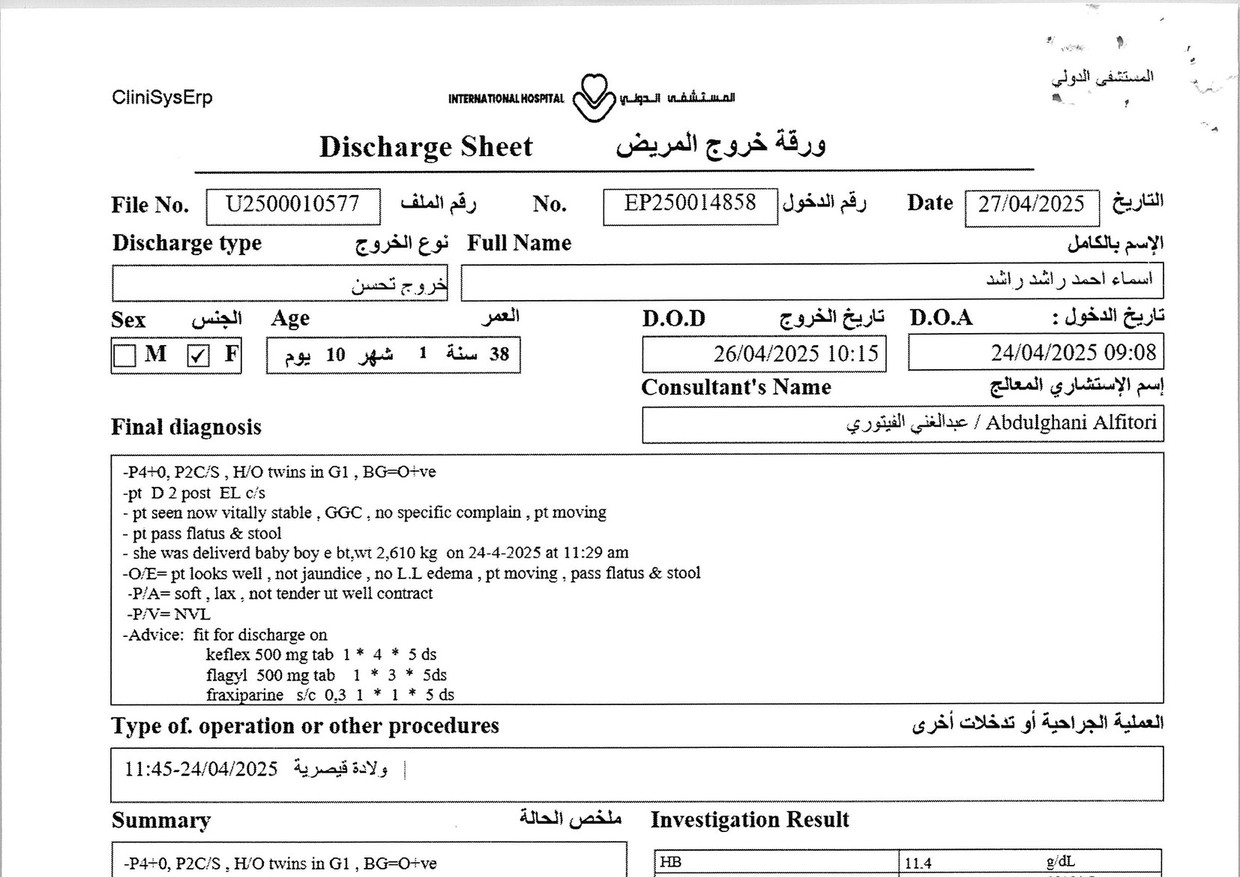 المستشفى الدولي
CliniSysErp
INTERNATIONAL HOSPITAL المستشفى الدولي
Discharge Sheet ورقة خروج المريض
File No. U2500010577 رقم الملف No. EP250014858 رقم الدخول Date 27/04/2025 التاريخ
Discharge type نوع الخروج Full Name الإسم بالكامل
خروج تحسن اسماء احمد راشد راشد
Sex الجنس Age العمر D.O.D تاريخ الخروج D.O.A تاريخ الدخول :
M ✓ F 38 سنة 1 شهر 10 يوم 26/04/2025 10:15 24/04/2025 09:08
Consultant's Name إسم الإستشاري المعالج
Abdulghani Alfitori / عبدالغني الفيتوري
Final diagnosis
-P4+0, P2C/S , H/O twins in G1 , BG=O+ve
-pt D 2 post EL c/s
- pt seen now vitally stable , GGC , no specific complain , pt moving
- pt pass flatus & stool
- she was deliverd baby boy e bt,wt 2,610 kg on 24-4-2025 at 11:29 am
-O/E= pt looks well , not jaundice , no L.L edema , pt moving , pass flatus & stool
-P/A= soft , lax , not tender ut well contract
-P/V= NVL
-Advice: fit for discharge on
keflex 500 mg tab 1 * 4 * 5 ds
flagyl 500 mg tab 1 * 3 * 5ds
fraxiparine s/c 0,3 1 * 1 * 5 ds
Type of. operation or other procedures العملية الجراحية أو تدخلات أخرى
11:45-24/04/2025 ولادة قيصرية |
Summary ملخص الحالة Investigation Result
-P4+0, P2C/S , H/O twins in G1 , BG=O+ve HB 11.4 g/dL